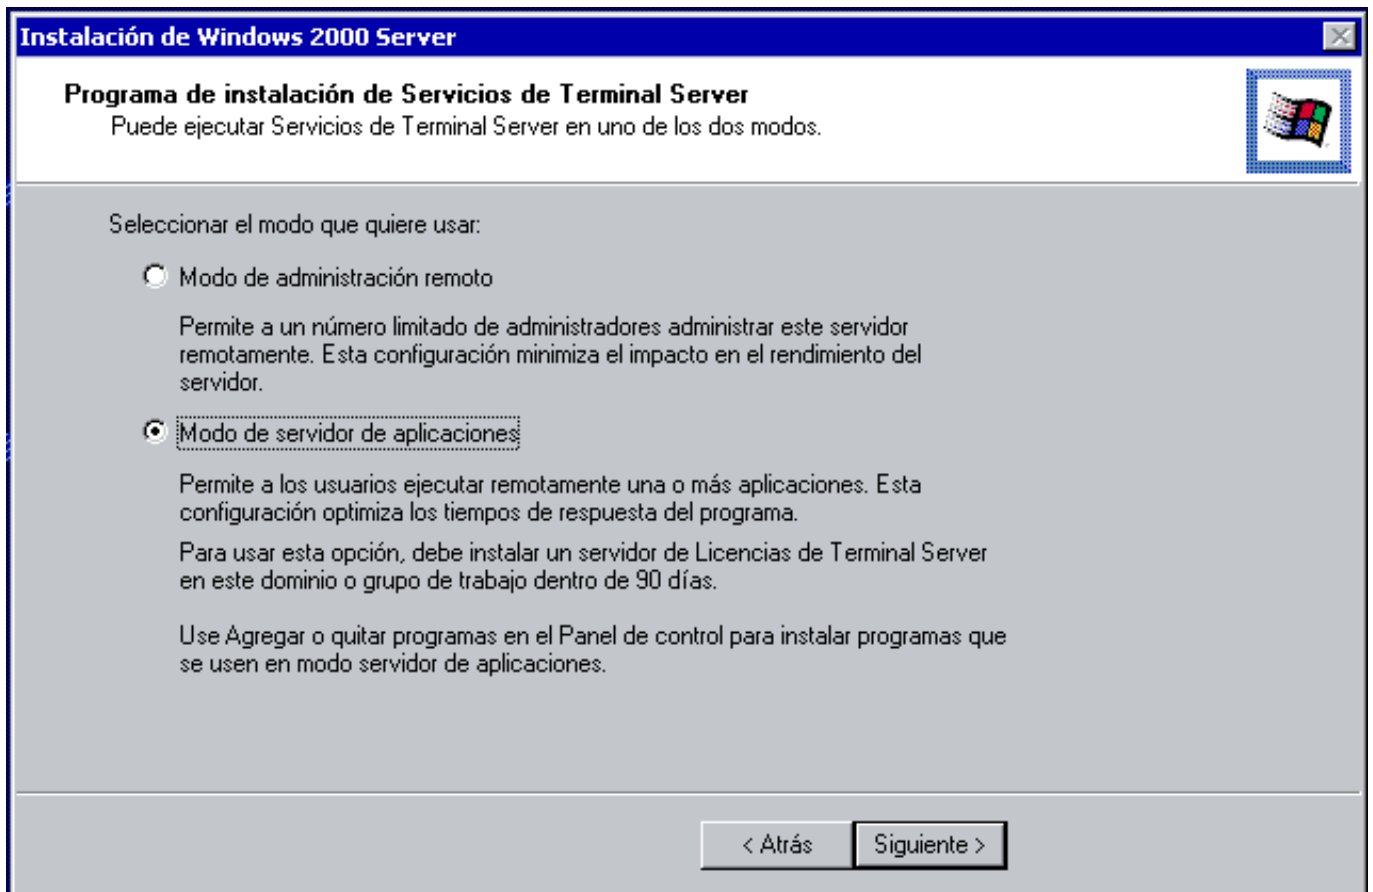 Instalación de Windows 2000 Server
Programa de instalación de Servicios de Terminal Server
Puede ejecutar Servicios de Terminal Server en uno de los dos modos.
Seleccionar el modo que quiere usar:
Modo de administración remoto
Permite a un número limitado de administradores administrar este servidor
remotamente. Esta configuración minimiza el impacto en el rendimiento del
servidor.
Modo de servidor de aplicaciones
Permite a los usuarios ejecutar remotamente una o más aplicaciones. Esta
configuración optimiza los tiempos de respuesta del programa.
Para usar esta opción, debe instalar un servidor de Licencias de Terminal Server
en este dominio o grupo de trabajo dentro de 90 días.
Use Agregar o quitar programas en el Panel de control para instalar programas que
se usen en modo servidor de aplicaciones.
< Atrás
Siguiente >